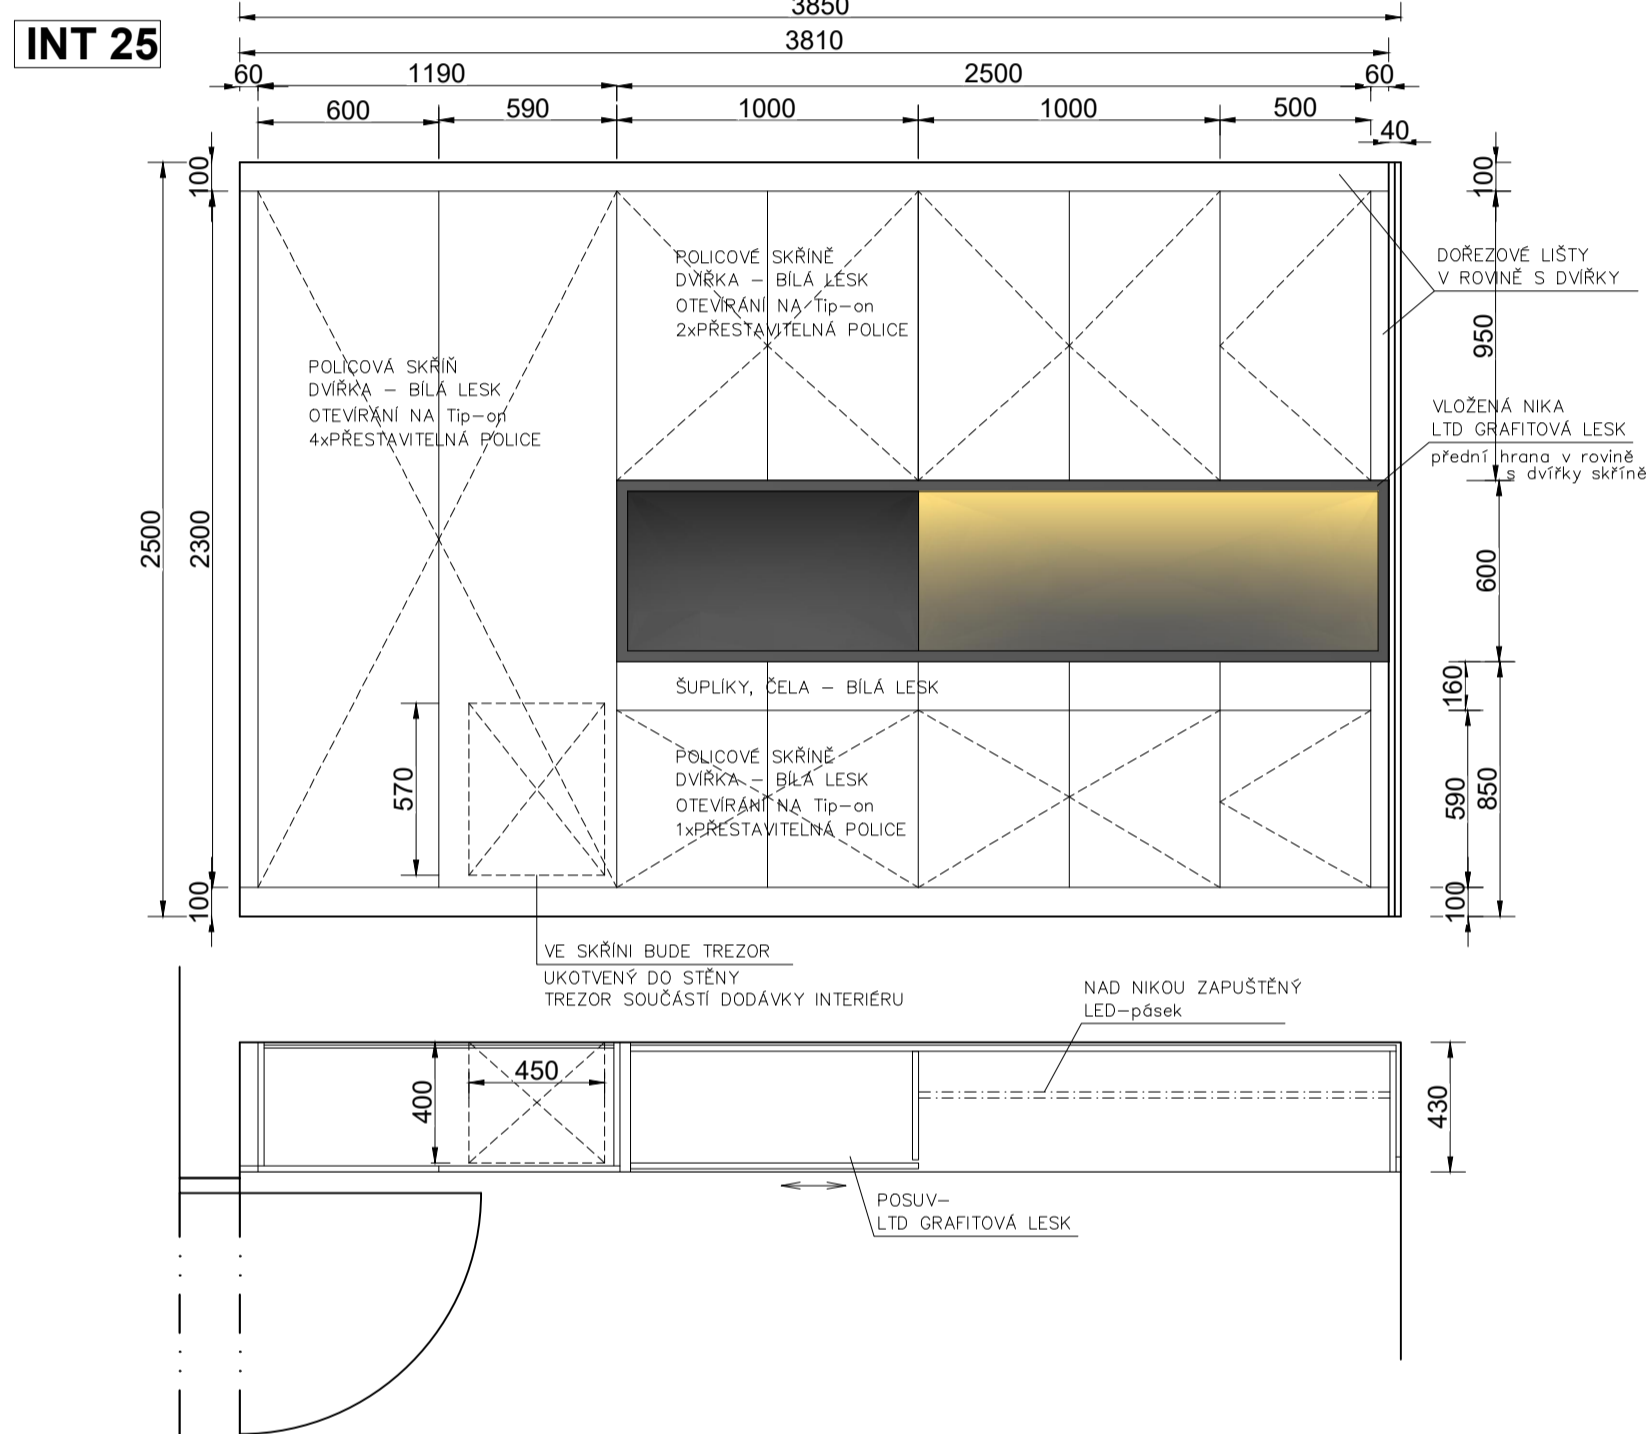 3850
INT 25
3810
60 1190 2500 60
600 590 1000 1000 500
40
100 100
POLICOVÉ SKŘÍNĚ
DVÍŘKA – BÍLÁ LESK
OTEVÍRÁNÍ NA Tip-on
2xPŘESTAVITELNÁ POLICE
DOŘEZOVÉ LIŠTY
V ROVINĚ S DVÍŘKY
950
POLICOVÁ SKŘÍŇ
DVÍŘKA – BÍLÁ LESK
OTEVÍRÁNÍ NA Tip-on
4xPŘESTAVITELNÁ POLICE
VLOŽENÁ NIKA
LTD GRAFITOVÁ LESK
přední hrana v rovině
s dvířky skříně
2500 2300 600
ŠUPLÍKY, ČELA – BÍLÁ LESK
160
POLICOVÉ SKŘÍNĚ
DVÍŘKA – BÍLÁ LESK
OTEVÍRÁNÍ NA Tip-on
1xPŘESTAVITELNÁ POLICE
570 590 850
100 100
VE SKŘÍNI BUDE TREZOR
UKOTVENÝ DO STĚNY
TREZOR SOUČÁSTÍ DODÁVKY INTERIÉRU
NAD NIKOU ZAPUŠTĚNÝ
LED-pásek
400 450 430
POSUV-
LTD GRAFITOVÁ LESK